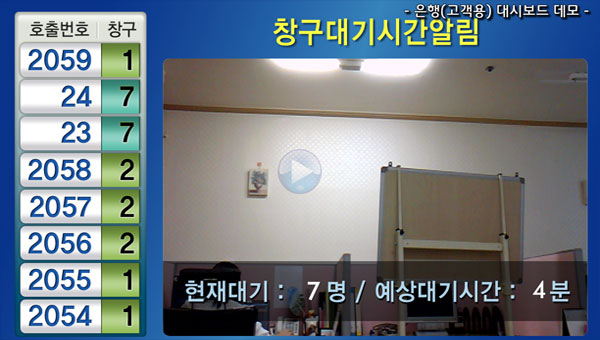 - 은행(고객용) 대시보드 데모 -
창구대기시간알림
호출번호 창구
2059 1
24 7
23 7
2058 2
2057 2
2056 2
2055 1
2054 1
현재대기 : 7 명 / 예상대기시간 : 4 분